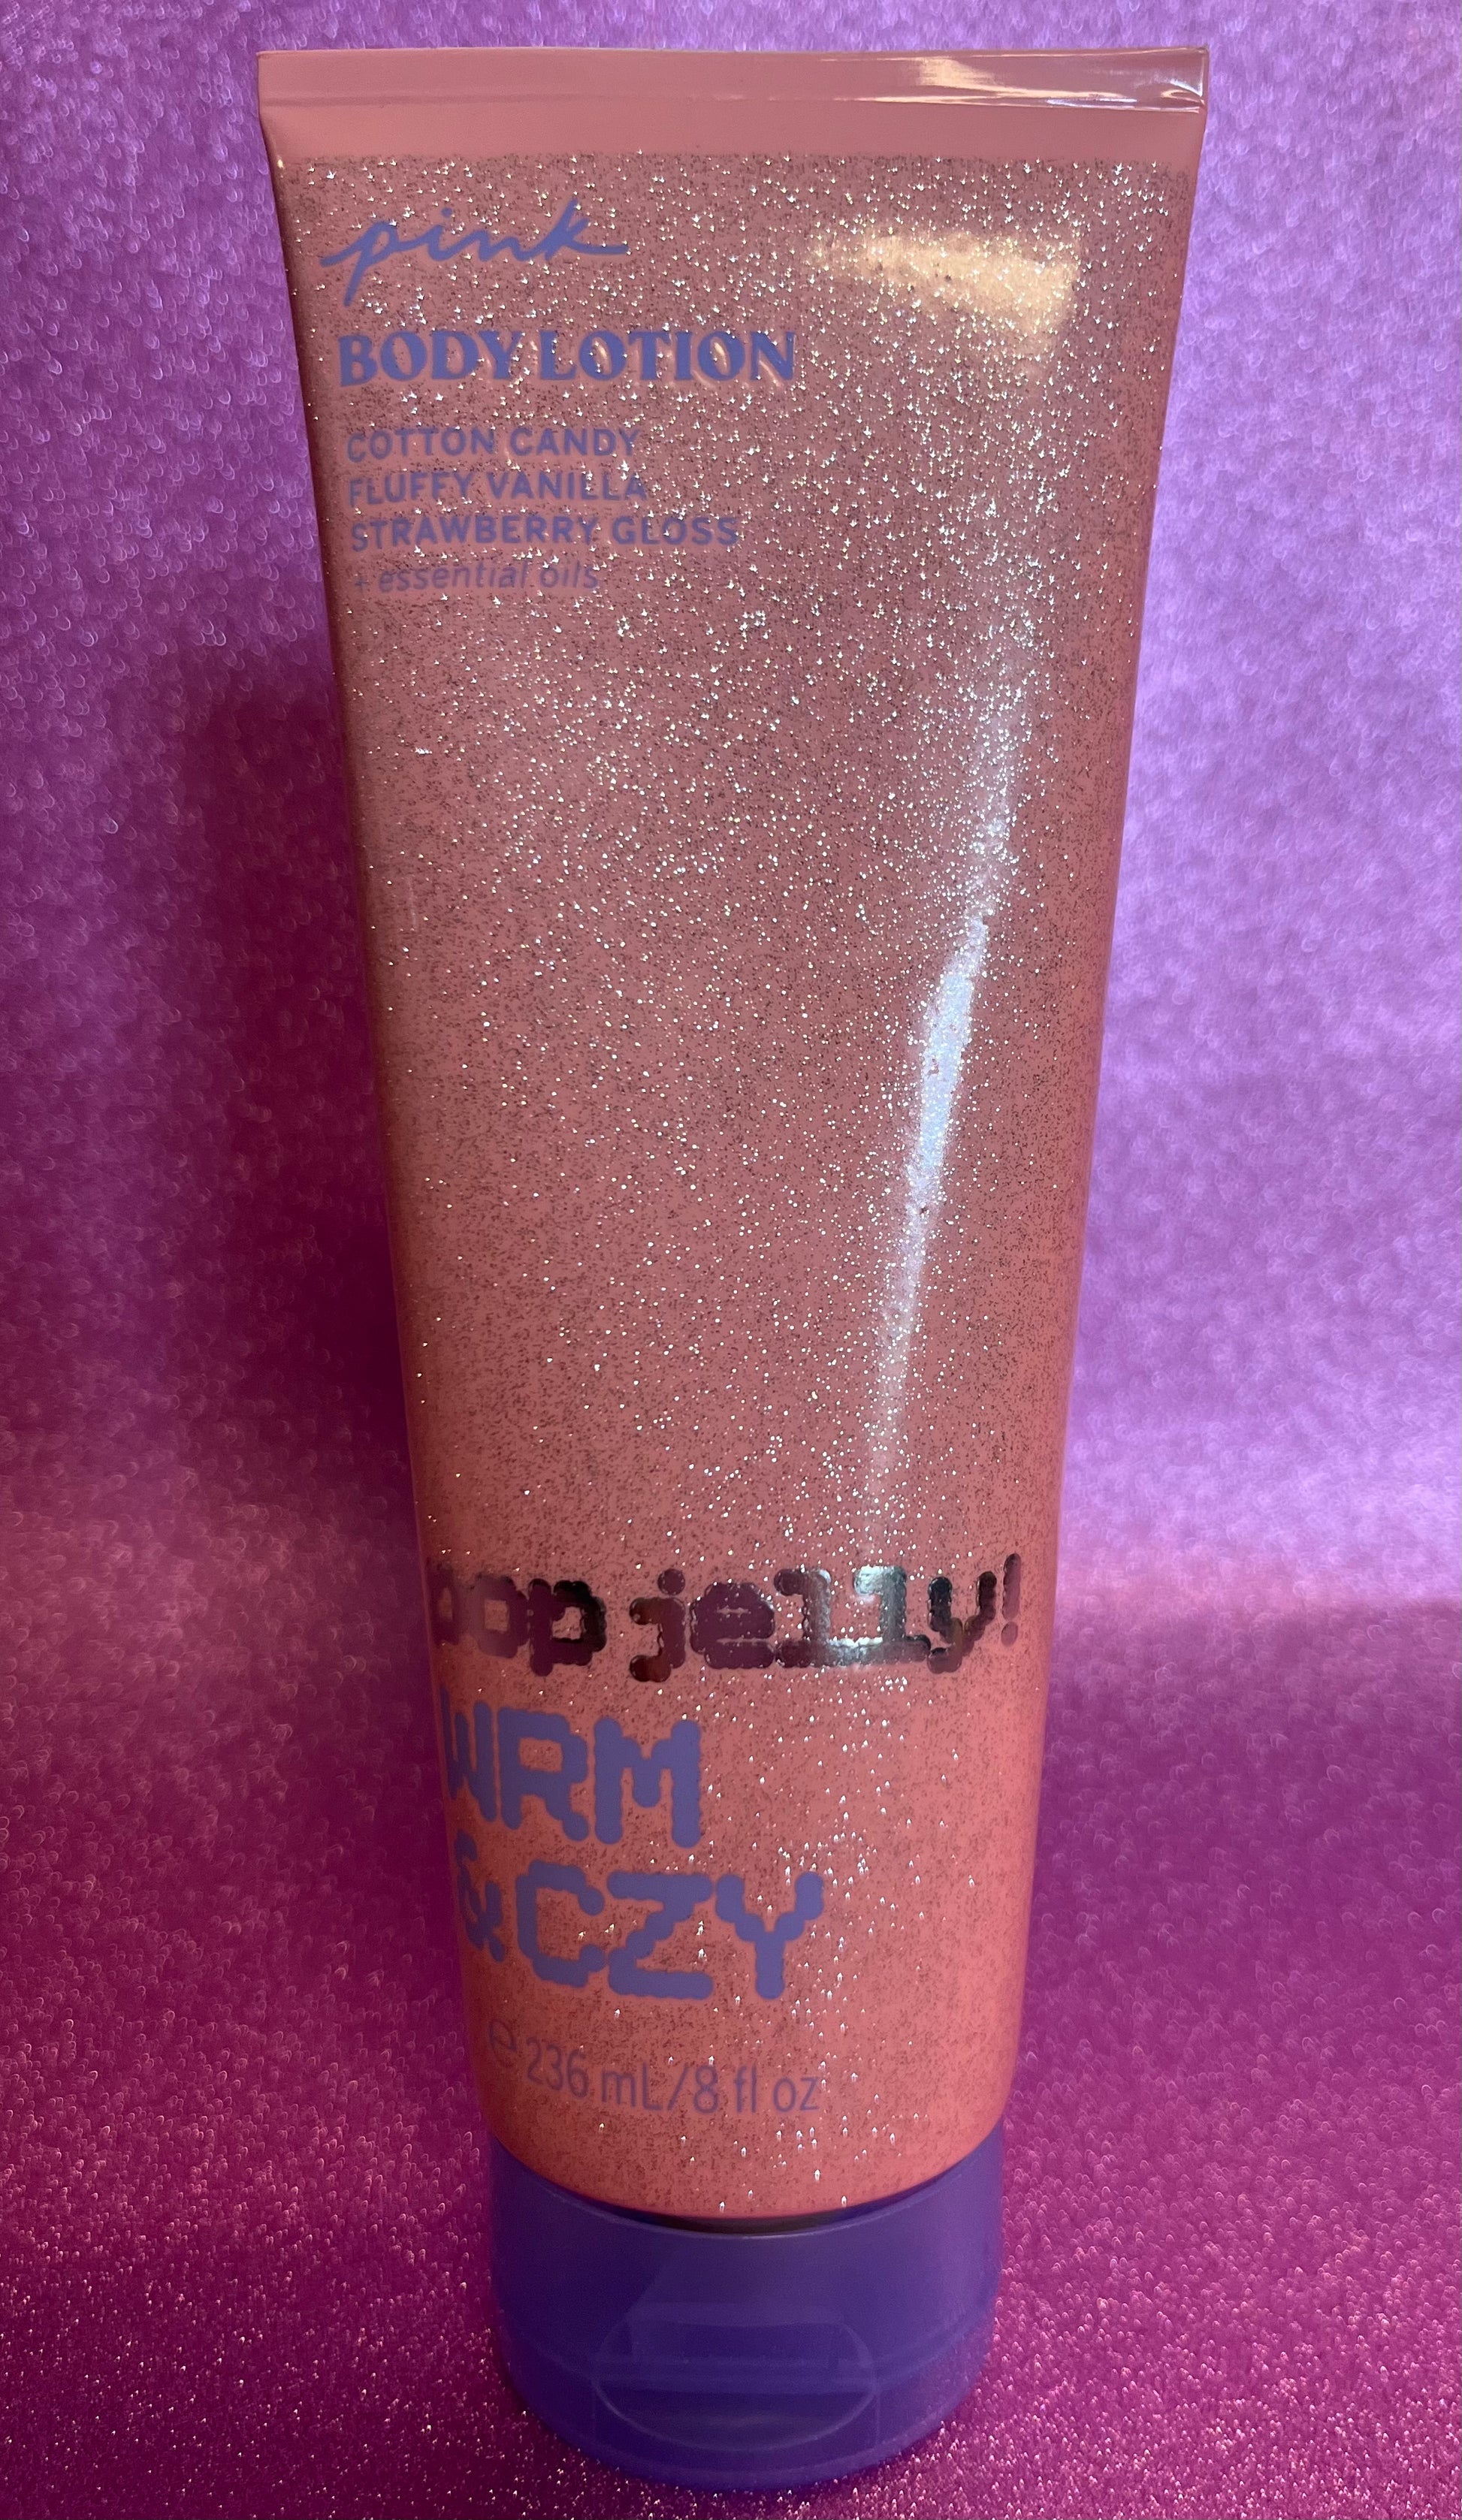 pink
BODY LOTION
COTTON CANDY
FLUFFY VANILLA
STRAWBERRY GLOSS
+ essential oils
pop jelly!
WRM
&CZY
℮ 236 mL/8 fl oz